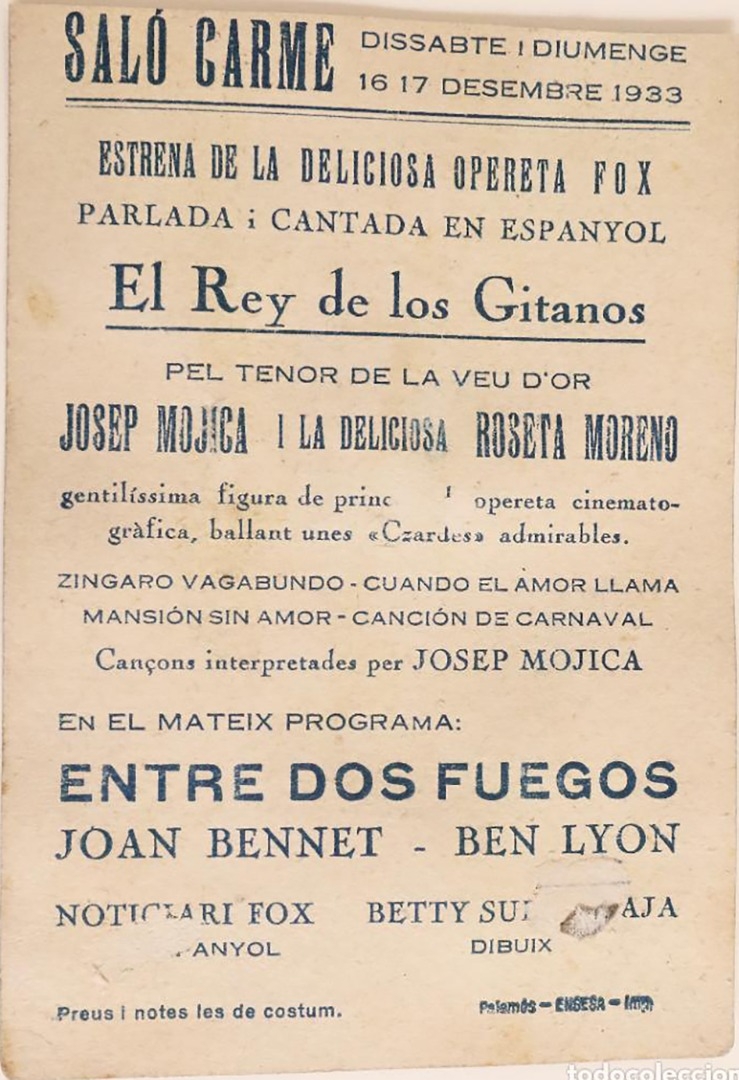 SALÓ CARME
DISSABTE I DIUMENGE
16 17 DESEMBRE 1933
ESTRENA DE LA DELICIOSA OPERETA FOX
PARLADA i CANTADA EN ESPANYOL
El Rey de los Gitanos
PEL TENOR DE LA VEU D'OR
JOSEP MOJICA I LA DELICIOSA ROSETA MORENO
gentilíssima figura de opereta cinemato-
gràfica, ballant unes «Czardes» admirables.
ZINGARO VAGABUNDO - CUANDO EL AMOR LLAMA
MANSIÓN SIN AMOR - CANCIÓN DE CARNAVAL
Cançons interpretades per JOSEP MOJICA
EN EL MATEIX PROGRAMA:
ENTRE DOS FUEGOS
JOAN BENNET - BEN LYON
NOTICIARI FOX
BETTY
DIBUIX
Preus i notes les de costum.
Palamós - ENSESA - Imp.
todocoleccion